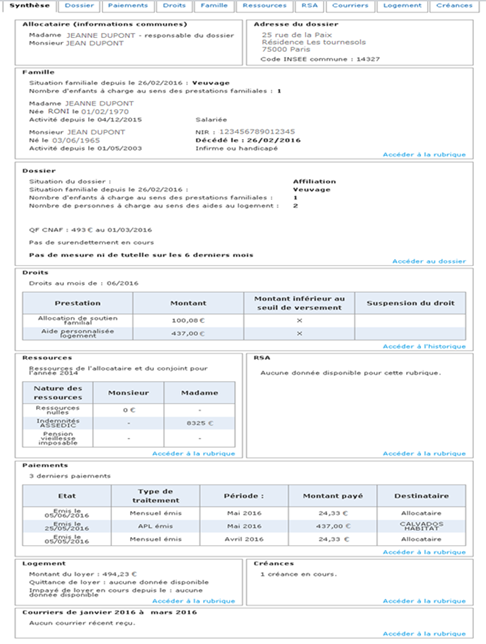 Synthèse Dossier Paiements Droits Famille Ressources RSA Courriers Logement Créances
Allocataire (informations communes)
Madame JEANNE DUPONT - responsable du dossier
Monsieur JEAN DUPONT
Adresse du dossier
25 rue de la Paix
Résidence Les tournesols
75000 Paris
Code INSEE commune : 14327
Famille
Situation familiale depuis le 26/02/2016 : Veuvage
Nombre d'enfants à charge au sens des prestations familiales : 1
Madame JEANNE DUPONT
Née RONI le 01/02/1970
Activité depuis le 04/12/2015 Salariée
Monsieur JEAN DUPONT NIR : 123456789012345
Né le 03/06/1965 Décédé le : 26/02/2016
Activité depuis le 01/05/2003 Infirme ou handicapé
Accéder à la rubrique
Dossier
Situation du dossier : Affiliation
Situation familiale depuis le 26/02/2016 : Veuvage
Nombre d'enfants à charge au sens des prestations familiales : 1
Nombre de personnes à charge au sens des aides au logement : 2
QF CNAF : 493 € au 01/03/2016
Pas de surendettement en cours
Pas de mesure ni de tutelle sur les 6 derniers mois
Accéder au dossier
Droits
Droits au mois de : 06/2016
Prestation Montant Montant inférieur au seuil de versement Suspension du droit
Allocation de soutien familial 100,08 € X
Aide personnalisée logement 437,00 € X
Accéder à l'historique
Ressources
Ressources de l'allocataire et du conjoint pour
l'année 2014
Nature des ressources Monsieur Madame
Ressources nulles 0 € -
Indemnités ASSEDIC - 8325 €
Pension vieillesse imposable - -
Accéder à la rubrique
RSA
Aucune donnée disponible pour cette rubrique.
Accéder à la rubrique
Paiements
3 derniers paiements
Etat Type de traitement Période : Montant payé Destinataire
Emis le 05/06/2016 Mensuel émis Mai 2016 24,33 € Allocataire
Emis le 25/05/2016 APL émis Mai 2016 437,00 € CALVADOS HABITAT
Emis le 05/05/2016 Mensuel émis Avril 2016 24,33 € Allocataire
Accéder à la rubrique
Logement
Montant du loyer : 494,23 €
Quittance de loyer : aucune donnée disponible
Impayé de loyer en cours depuis le : aucune
donnée disponible
Accéder à la rubrique
Créances
1 créance en cours.
Accéder à la rubrique
Courriers de janvier 2016 à mars 2016
Aucun courrier récent reçu.
Accéder à la rubrique